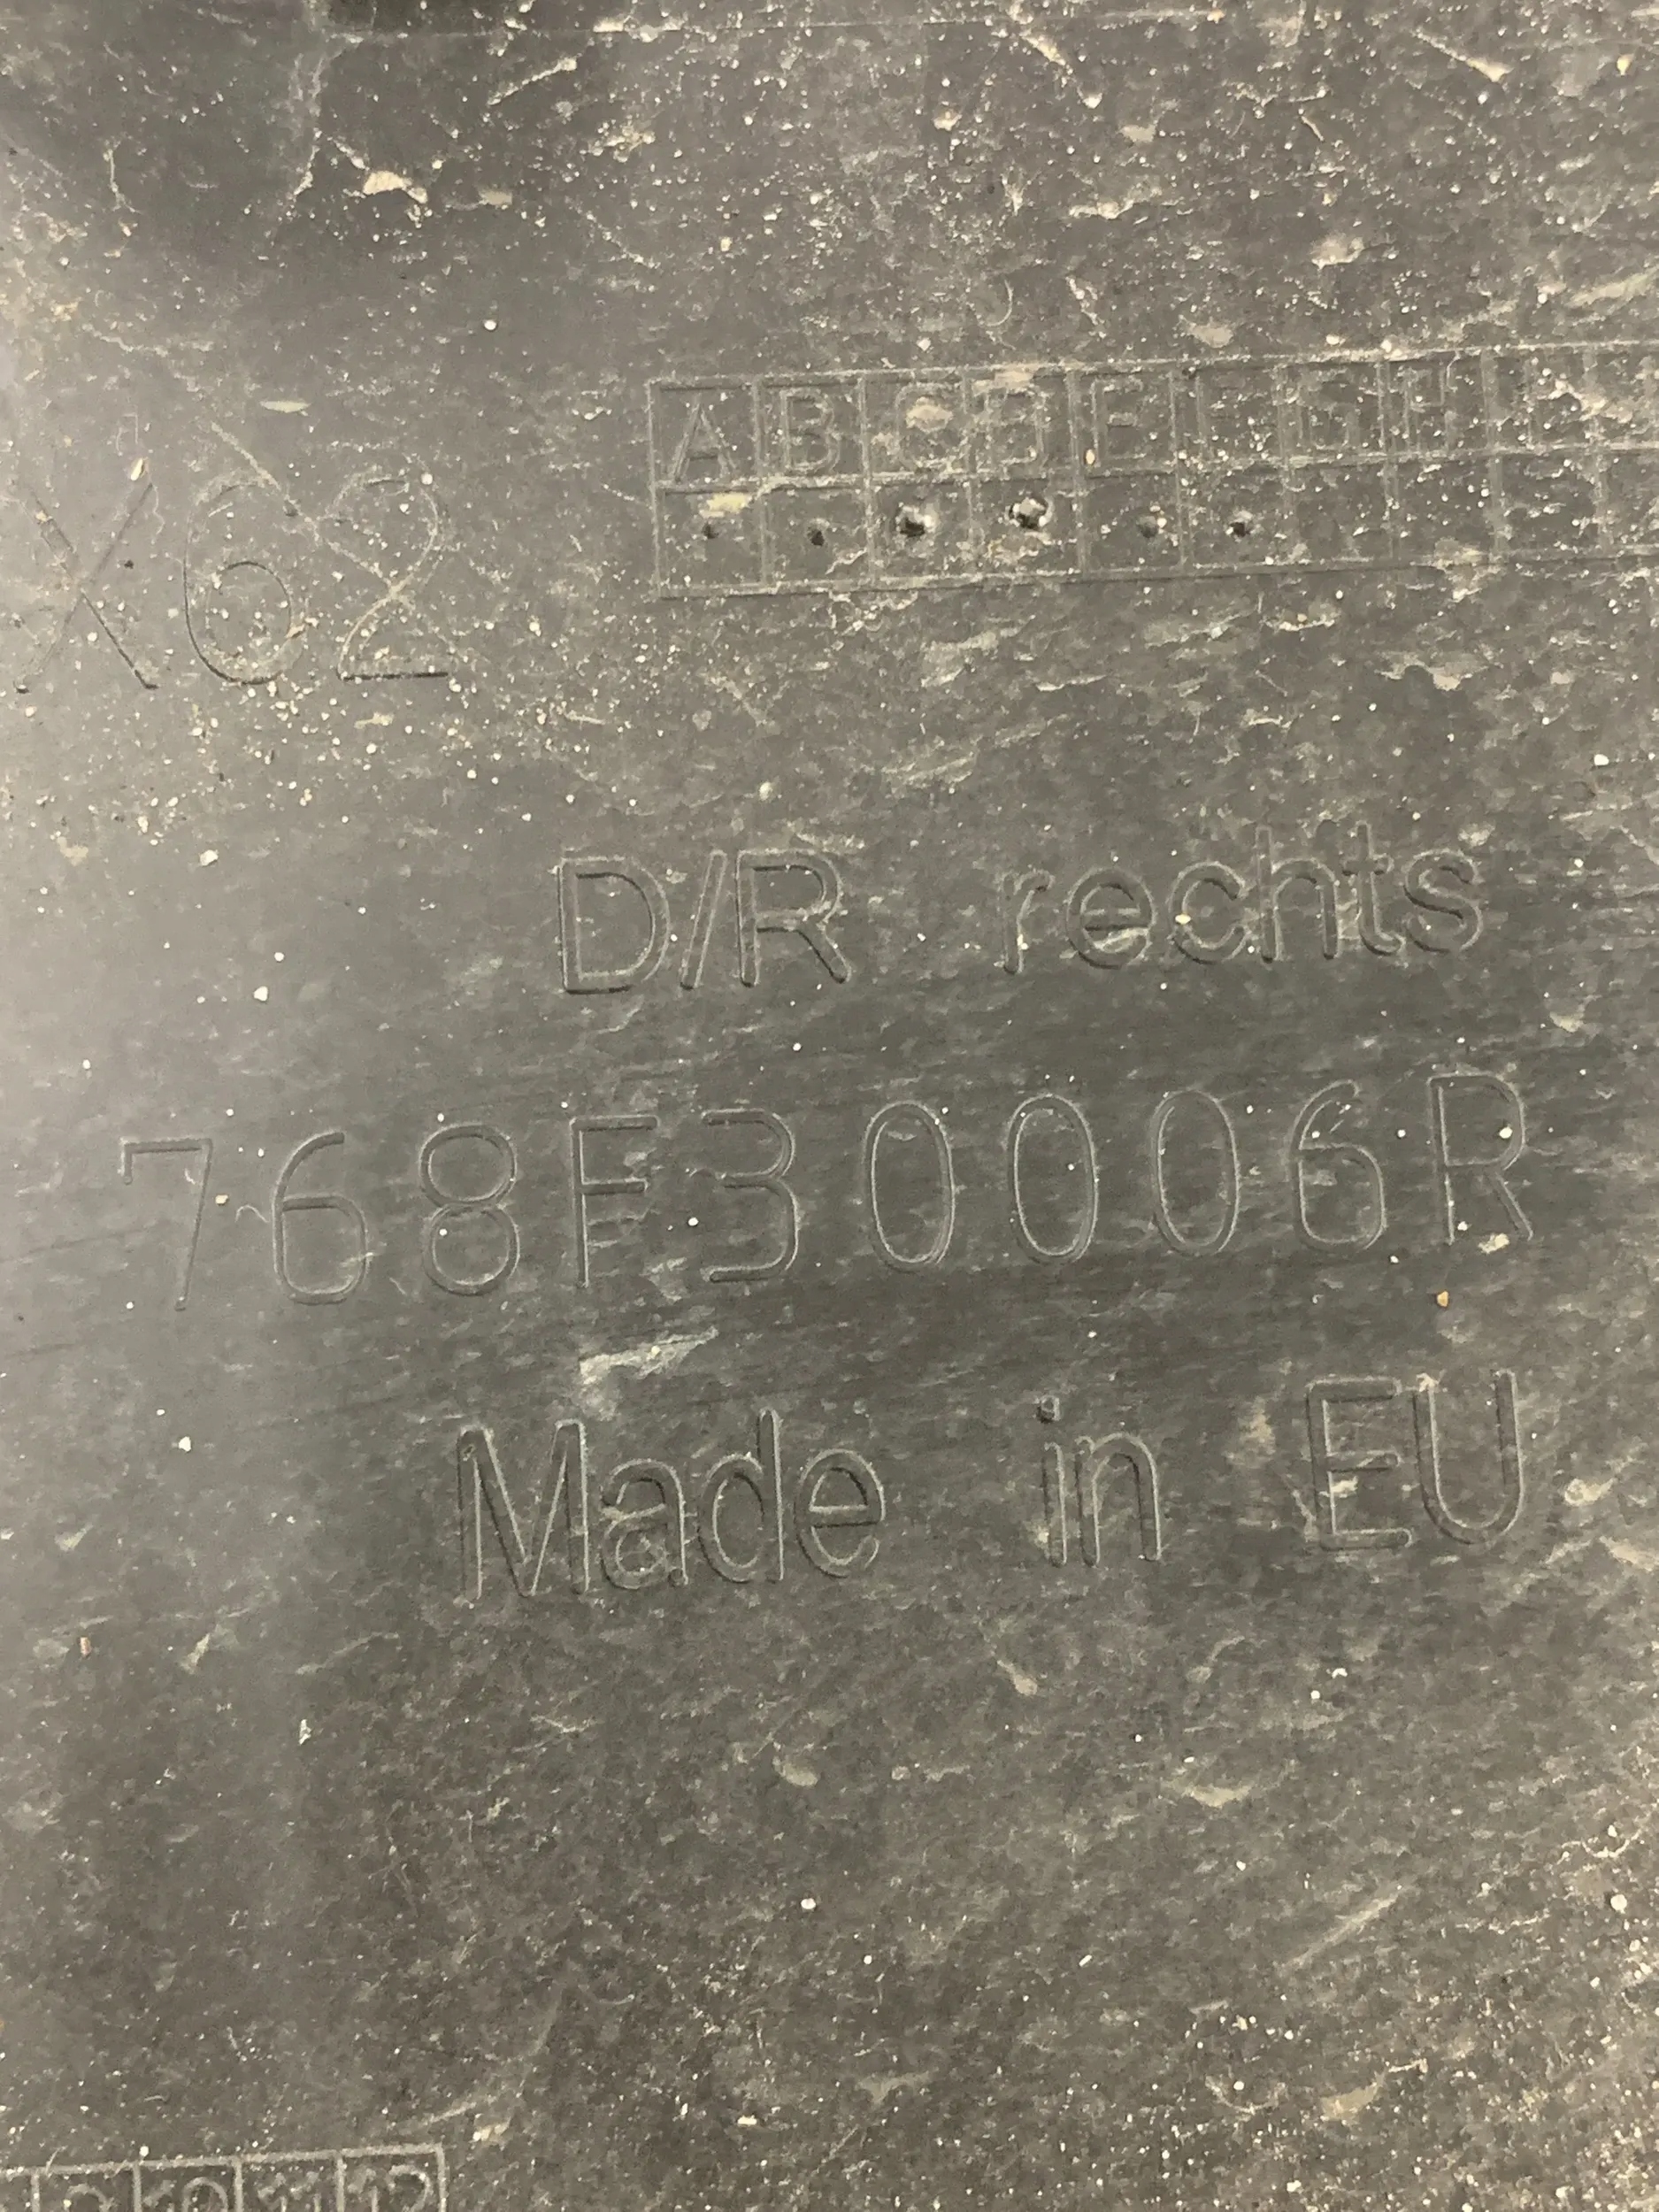 A B C D E F G H
X62
D/R rechts
768F30006R
Made in EU